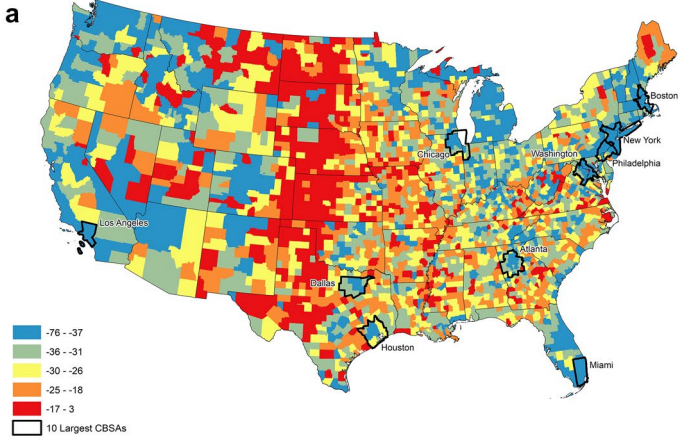 a
Boston
New York
Chicago
Washington
Philadelphia
Los Angeles
Atlanta
Dallas
Houston
Miami
-76 - -37
-36 - -31
-30 - -26
-25 - -18
-17 - 3
10 Largest CBSAs